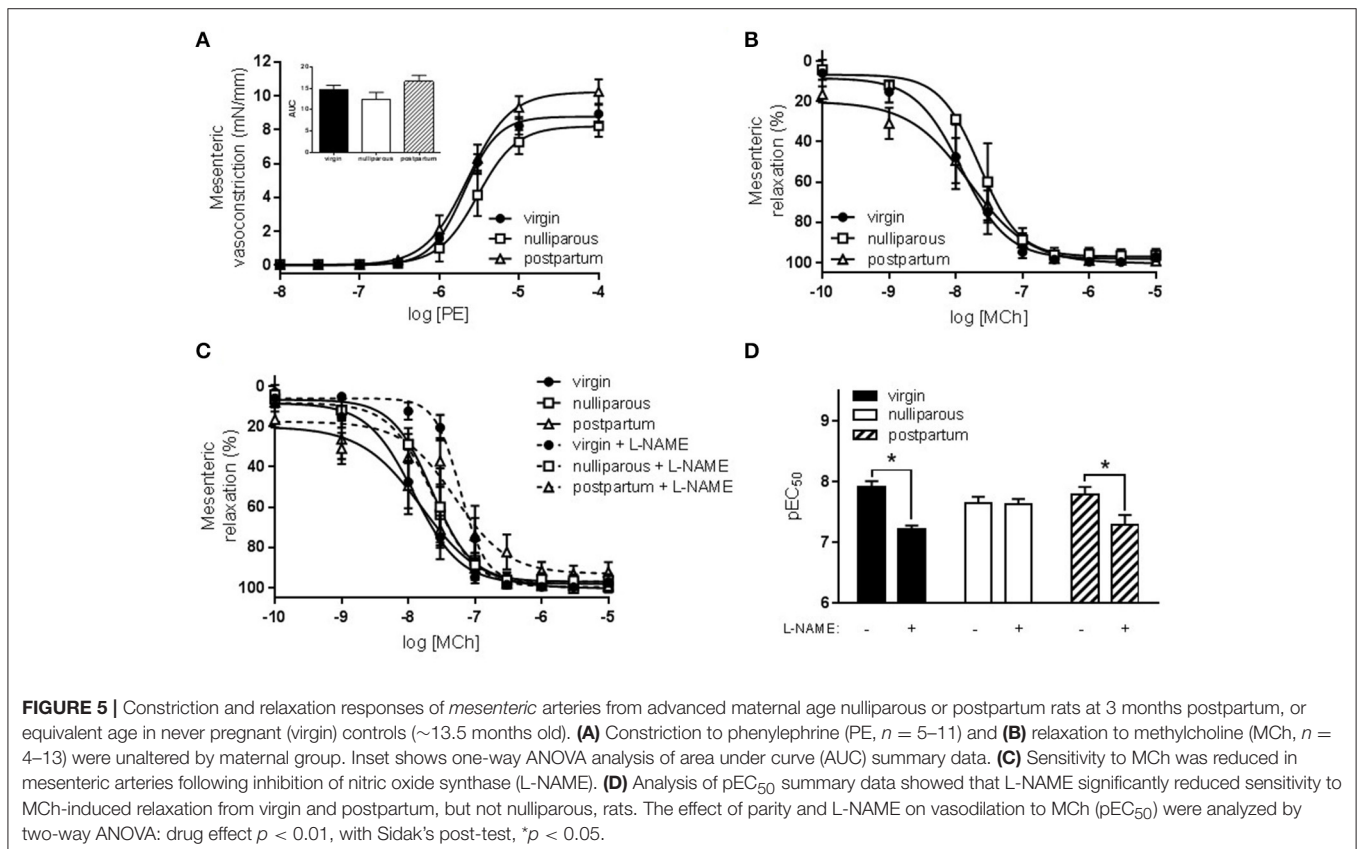 A
Mesenteric
vasoconstriction (mN/mm)
12
10
8
6
4
2
0
-8
-7
-6
-5
-4
log [PE]
AUC
20
15
10
5
0
virgin
nulliparous
postpartum
virgin
nulliparous
postpartum
B
Mesenteric
relaxation (%)
0
20
40
60
80
100
-10
-9
-8
-7
-6
-5
log [MCh]
virgin
nulliparous
postpartum
C
Mesenteric
relaxation (%)
0
20
40
60
80
100
-10
-9
-8
-7
-6
-5
log [MCh]
virgin
nulliparous
postpartum
virgin + L-NAME
nulliparous + L-NAME
postpartum + L-NAME
D
pEC50
9
8
7
6
virgin
nulliparous
postpartum
*
*
L-NAME: - + - + - +
FIGURE 5 | Constriction and relaxation responses of mesenteric arteries from advanced maternal age nulliparous or postpartum rats at 3 months postpartum, or
equivalent age in never pregnant (virgin) controls (~13.5 months old). (A) Constriction to phenylephrine (PE, n = 5–11) and (B) relaxation to methylcholine (MCh, n =
4–13) were unaltered by maternal group. Inset shows one-way ANOVA analysis of area under curve (AUC) summary data. (C) Sensitivity to MCh was reduced in
mesenteric arteries following inhibition of nitric oxide synthase (L-NAME). (D) Analysis of pEC50 summary data showed that L-NAME significantly reduced sensitivity to
MCh-induced relaxation from virgin and postpartum, but not nulliparous, rats. The effect of parity and L-NAME on vasodilation to MCh (pEC50) were analyzed by
two-way ANOVA: drug effect p < 0.01, with Sidak's post-test, *p < 0.05.